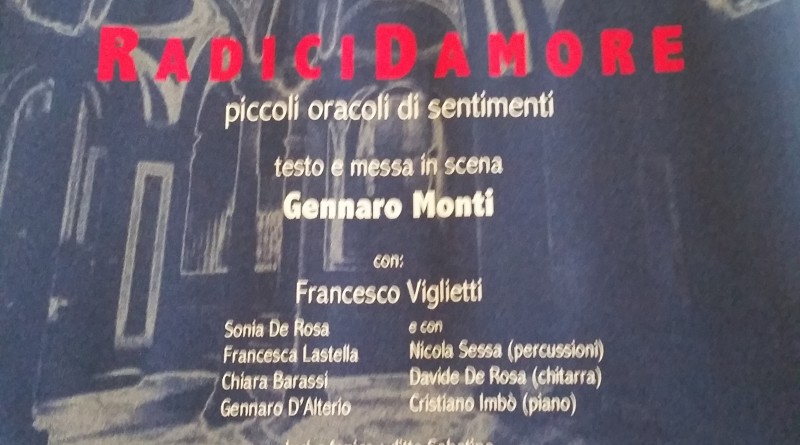 RADICIDAMORE
piccoli oracoli di sentimenti
testo e messa in scena
Gennaro Monti
con:
Francesco Viglietti
Sonia De Rosa
Francesca Lastella
Chiara Barassi
Gennaro D'Alterio
e con
Nicola Sessa (percussioni)
Davide De Rosa (chitarra)
Cristiano Imbò (piano)